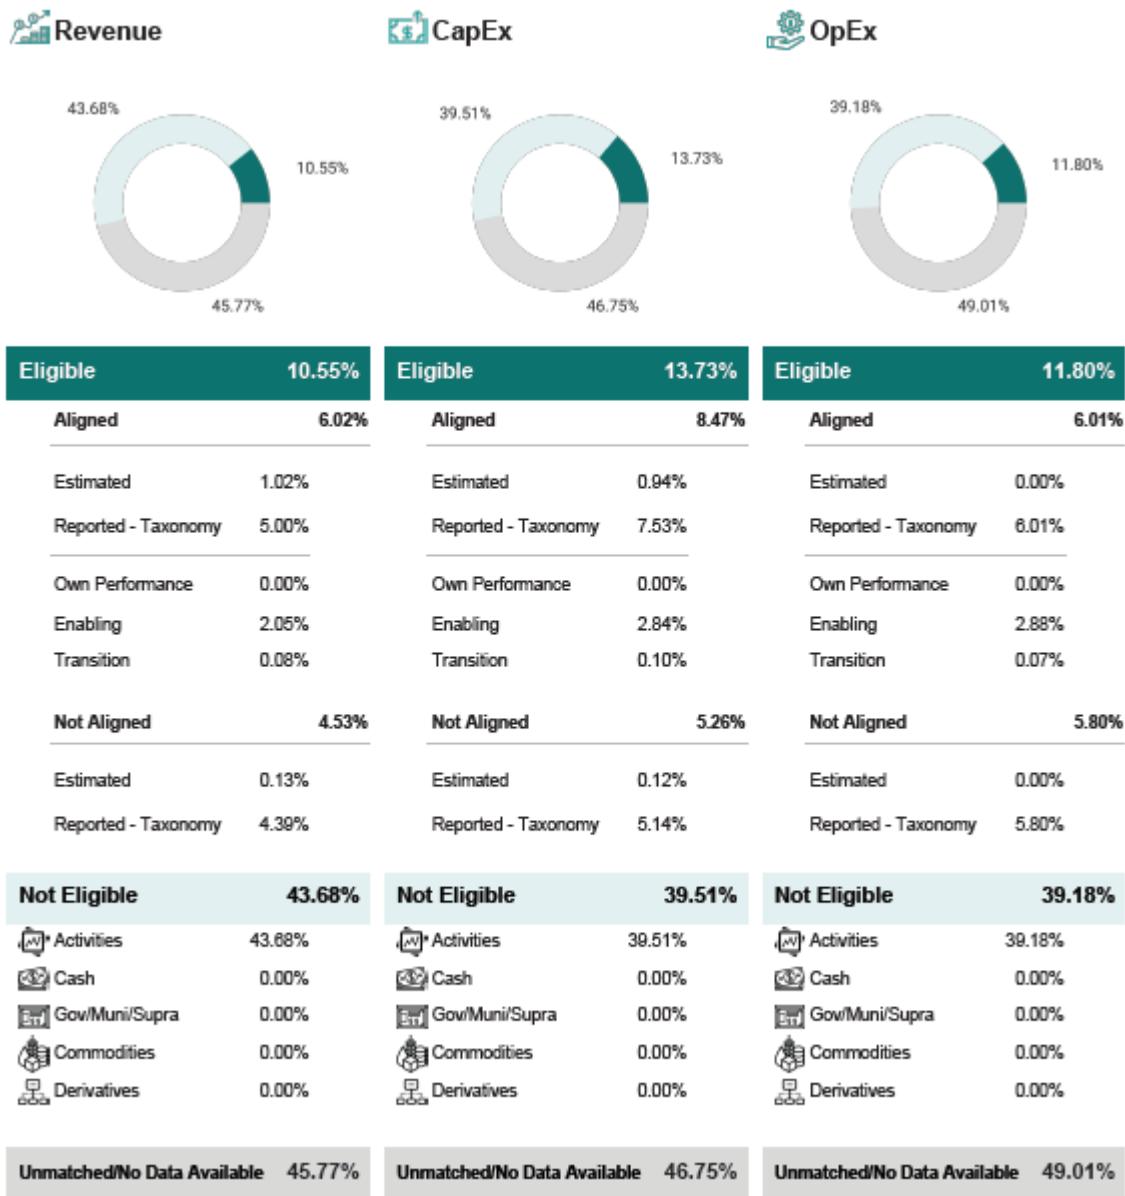 Revenue CapEx OpEx
43.68% 39.51% 39.18%
10.55% 13.73% 11.80%
45.77% 46.75% 49.01%
Eligible 10.55% Eligible 13.73% Eligible 11.80%
Aligned 6.02% Aligned 8.47% Aligned 6.01%
Estimated 1.02% Estimated 0.94% Estimated 0.00%
Reported - Taxonomy 5.00% Reported - Taxonomy 7.53% Reported - Taxonomy 6.01%
Own Performance 0.00% Own Performance 0.00% Own Performance 0.00%
Enabling 2.05% Enabling 2.84% Enabling 2.88%
Transition 0.08% Transition 0.10% Transition 0.07%
Not Aligned 4.53% Not Aligned 5.26% Not Aligned 5.80%
Estimated 0.13% Estimated 0.12% Estimated 0.00%
Reported - Taxonomy 4.39% Reported - Taxonomy 5.14% Reported - Taxonomy 5.80%
Not Eligible 43.68% Not Eligible 39.51% Not Eligible 39.18%
Activities 43.68% Activities 39.51% Activities 39.18%
Cash 0.00% Cash 0.00% Cash 0.00%
Gov/Muni/Supra 0.00% Gov/Muni/Supra 0.00% Gov/Muni/Supra 0.00%
Commodities 0.00% Commodities 0.00% Commodities 0.00%
Derivatives 0.00% Derivatives 0.00% Derivatives 0.00%
Unmatched/No Data Available 45.77% Unmatched/No Data Available 46.75% Unmatched/No Data Available 49.01%